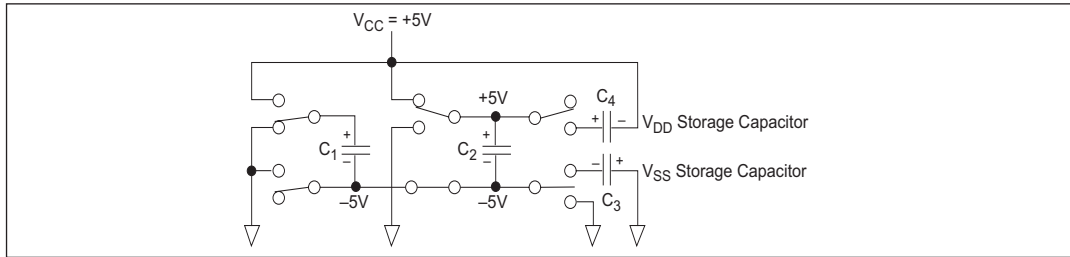 V_CC = +5V
+5V
C_4
+ –
V_DD Storage Capacitor
+
C_1
–
+
C_2
–
– +
V_SS Storage Capacitor
–5V
–5V
C_3